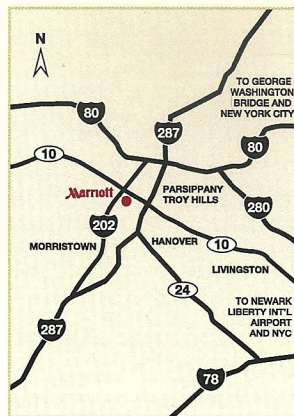 N
TO GEORGE
WASHINGTON
BRIDGE AND
NEW YORK CITY
80
287
80
10
Marriott
PARSIPPANY
TROY HILLS
280
202
MORRISTOWN
HANOVER
10
LIVINGSTON
24
TO NEWARK
LIBERTY INT'L
AIRPORT
AND NYC
287
78